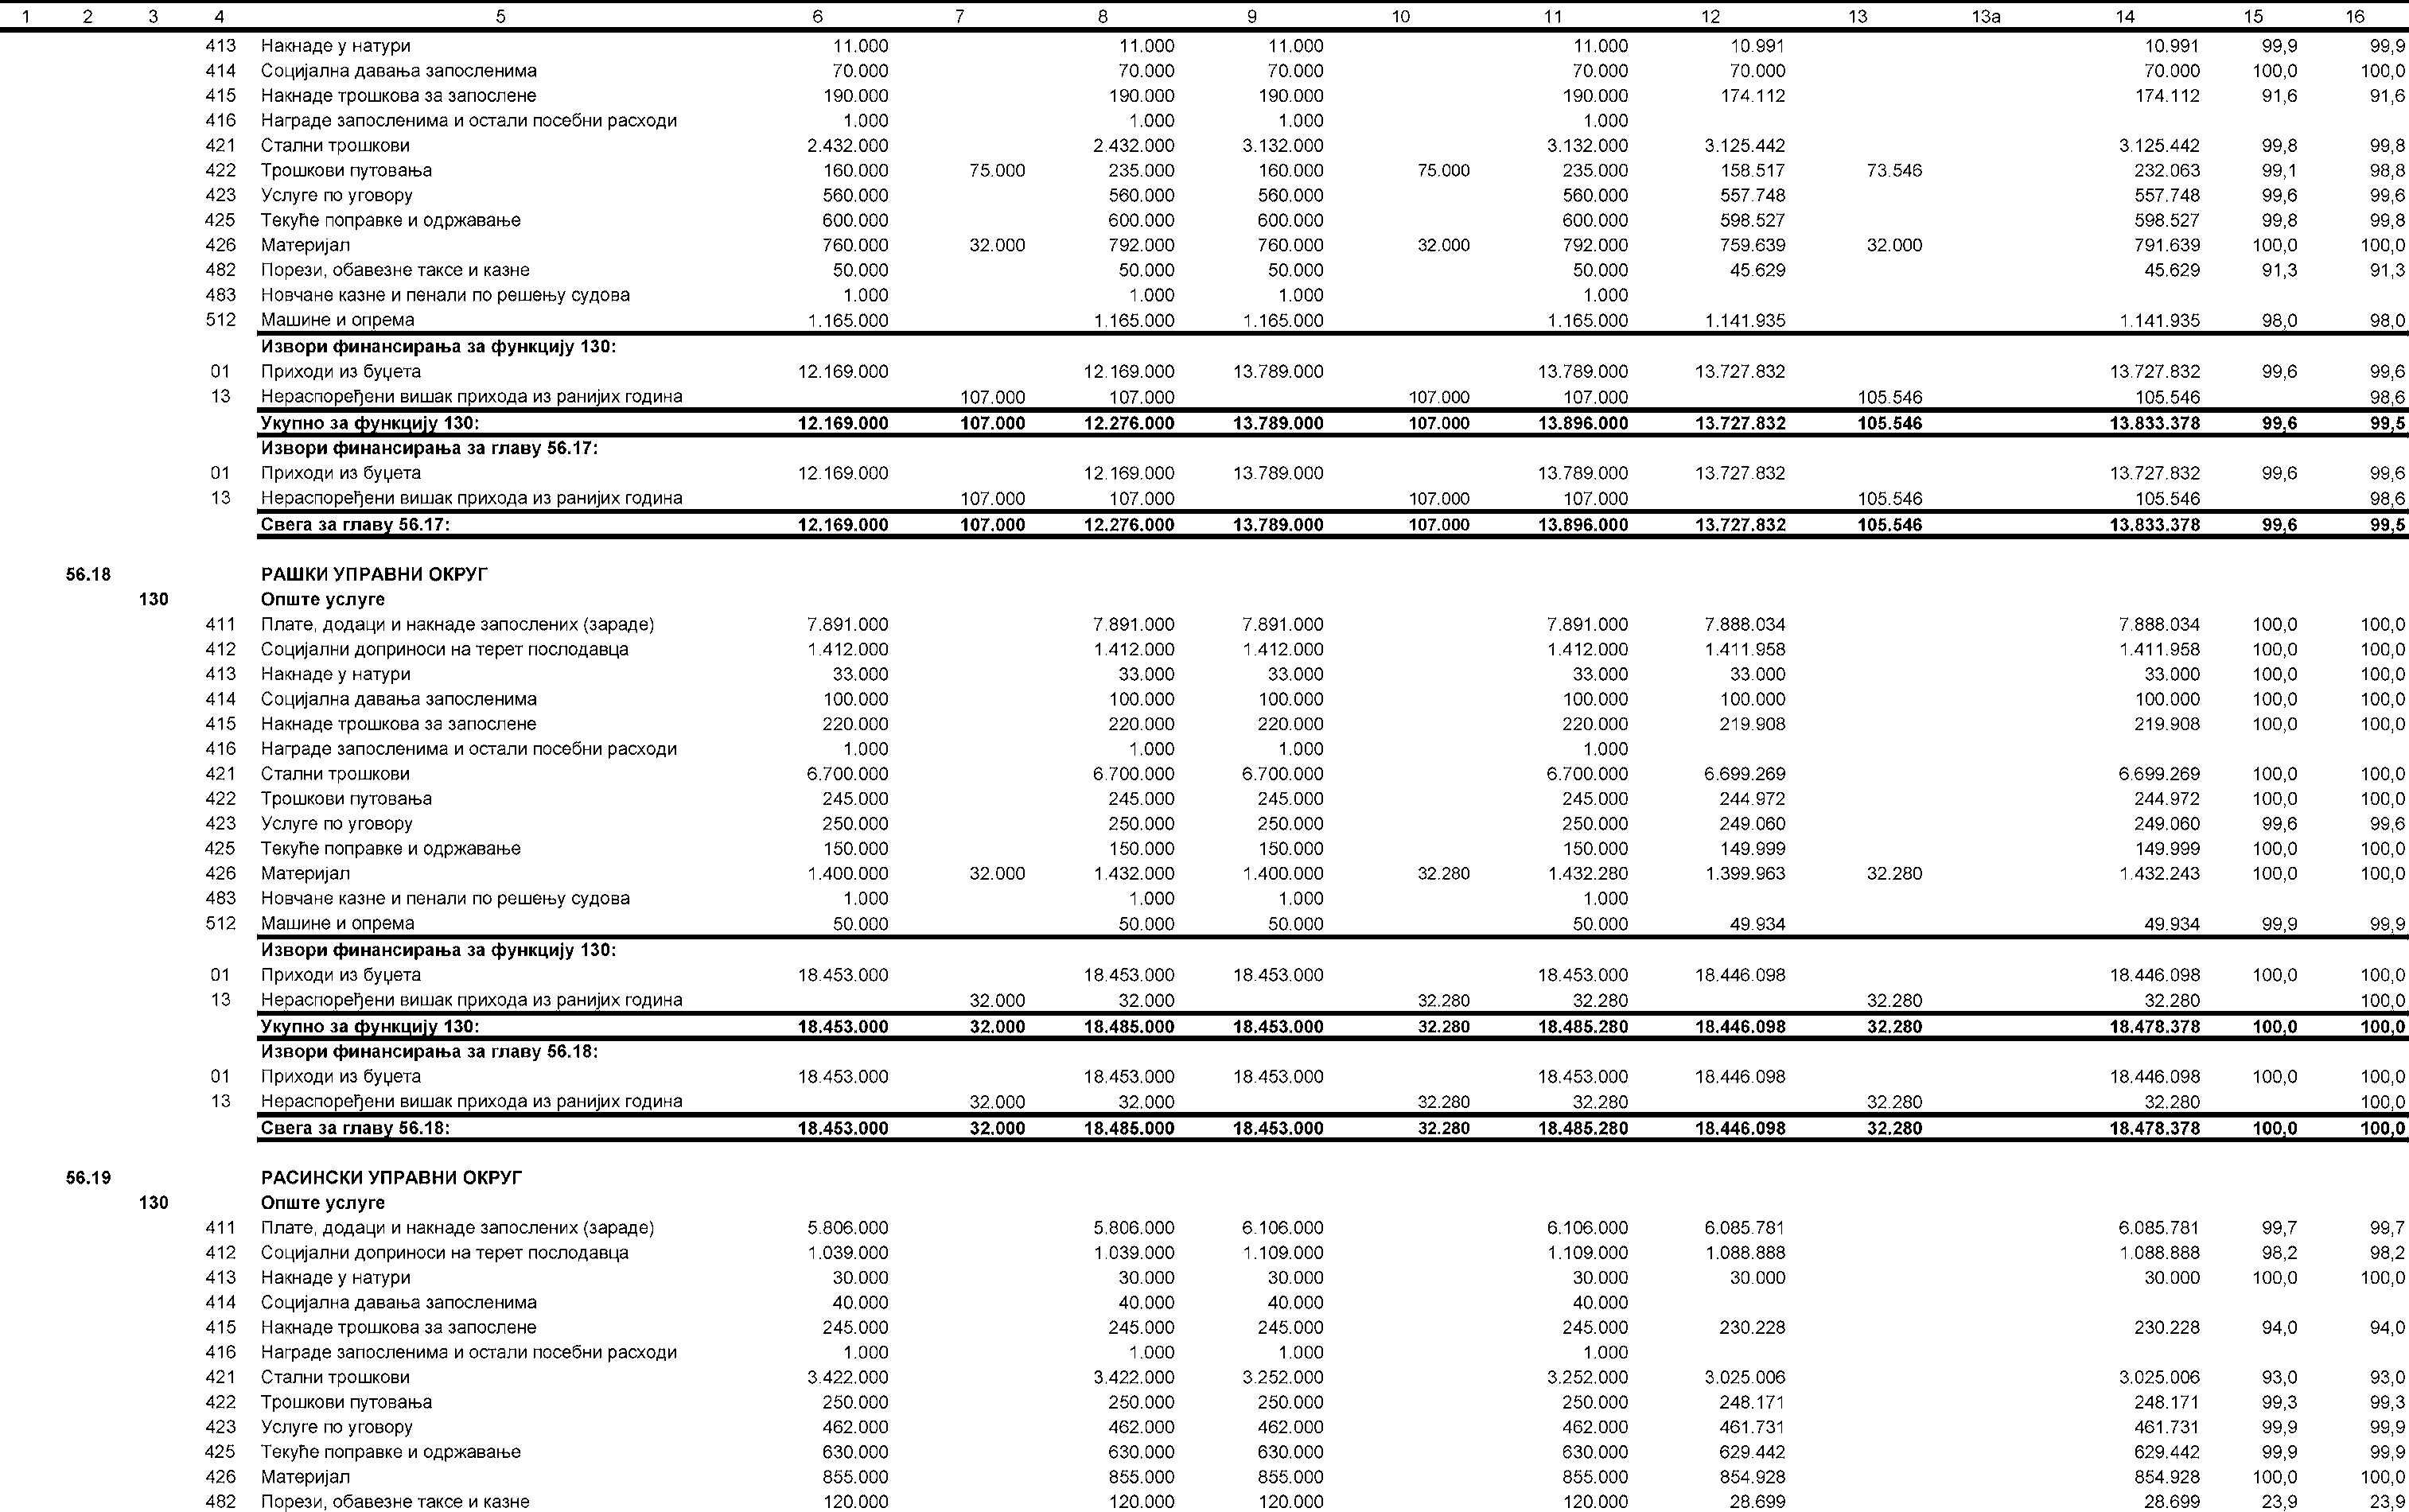 1 2 3 4 5 6 7 8 9 10 11 12 13 13а 14 15 16
413 Накнаде у натури 11.000 11.000 11.000 11.000 10.991 10.991 99,9 99,9
414 Социјална давања запосленима 70.000 70.000 70.000 70.000 70.000 70.000 100,0 100,0
415 Накнаде трошкова за запослене 190.000 190.000 190.000 190.000 174.112 174.112 91,6 91,6
416 Награде запосленима и остали посебни расходи 1.000 1.000 1.000 1.000
421 Стални трошкови 2.432.000 2.432.000 3.132.000 3.132.000 3.125.442 3.125.442 99,8 99,8
422 Трошкови путовања 160.000 75.000 235.000 160.000 75.000 235.000 158.517 73.546 232.063 99,1 98,8
423 Услуге по уговору 560.000 560.000 560.000 560.000 557.748 557.748 99,6 99,6
425 Текуће поправке и одржавање 600.000 600.000 600.000 600.000 598.527 598.527 99,8 99,8
426 Материјал 760.000 32.000 792.000 760.000 32.000 792.000 759.639 32.000 791.639 100,0 100,0
482 Порези, обавезне таксе и казне 50.000 50.000 50.000 50.000 45.629 45.629 91,3 91,3
483 Новчане казне и пенали по решењу судова 1.000 1.000 1.000 1.000
512 Машине и опрема 1.165.000 1.165.000 1.165.000 1.165.000 1.141.935 1.141.935 98,0 98,0
Извори финансирања за функцију 130:
01 Приходи из буџета 12.169.000 12.169.000 13.789.000 13.789.000 13.727.832 13.727.832 99,6 99,6
13 Нераспоређени вишак прихода из ранијих година 107.000 107.000 107.000 107.000 105.546 105.546 98,6
Укупно за функцију 130: 12.169.000 107.000 12.276.000 13.789.000 107.000 13.896.000 13.727.832 105.546 13.833.378 99,6 99,5
Извори финансирања за главу 56.17:
01 Приходи из буџета 12.169.000 12.169.000 13.789.000 13.789.000 13.727.832 13.727.832 99,6 99,6
13 Нераспоређени вишак прихода из ранијих година 107.000 107.000 107.000 107.000 105.546 105.546 98,6
Свега за главу 56.17: 12.169.000 107.000 12.276.000 13.789.000 107.000 13.896.000 13.727.832 105.546 13.833.378 99,6 99,5
56.18 РАШКИ УПРАВНИ ОКРУГ
130 Опште услуге
411 Плате, додаци и накнаде запослених (зараде) 7.891.000 7.891.000 7.891.000 7.891.000 7.888.034 7.888.034 100,0 100,0
412 Социјални доприноси на терет послодавца 1.412.000 1.412.000 1.412.000 1.412.000 1.411.958 1.411.958 100,0 100,0
413 Накнаде у натури 33.000 33.000 33.000 33.000 33.000 33.000 100,0 100,0
414 Социјална давања запосленима 100.000 100.000 100.000 100.000 100.000 100.000 100,0 100,0
415 Накнаде трошкова за запослене 220.000 220.000 220.000 220.000 219.908 219.908 100,0 100,0
416 Награде запосленима и остали посебни расходи 1.000 1.000 1.000 1.000
421 Стални трошкови 6.700.000 6.700.000 6.700.000 6.700.000 6.699.269 6.699.269 100,0 100,0
422 Трошкови путовања 245.000 245.000 245.000 245.000 244.972 244.972 100,0 100,0
423 Услуге по уговору 250.000 250.000 250.000 250.000 249.060 249.060 99,6 99,6
425 Текуће поправке и одржавање 150.000 150.000 150.000 150.000 149.999 149.999 100,0 100,0
426 Материјал 1.400.000 32.000 1.432.000 1.400.000 32.280 1.432.280 1.399.963 32.280 1.432.243 100,0 100,0
483 Новчане казне и пенали по решењу судова 1.000 1.000 1.000 1.000
512 Машине и опрема 50.000 50.000 50.000 50.000 49.934 49.934 99,9 99,9
Извори финансирања за функцију 130:
01 Приходи из буџета 18.453.000 18.453.000 18.453.000 18.453.000 18.446.098 18.446.098 100,0 100,0
13 Нераспоређени вишак прихода из ранијих година 32.000 32.000 32.280 32.280 32.280 32.280 100,0
Укупно за функцију 130: 18.453.000 32.000 18.485.000 18.453.000 32.280 18.485.280 18.446.098 32.280 18.478.378 100,0 100,0
Извори финансирања за главу 56.18:
01 Приходи из буџета 18.453.000 18.453.000 18.453.000 18.453.000 18.446.098 18.446.098 100,0 100,0
13 Нераспоређени вишак прихода из ранијих година 32.000 32.000 32.280 32.280 32.280 32.280 100,0
Свега за главу 56.18: 18.453.000 32.000 18.485.000 18.453.000 32.280 18.485.280 18.446.098 32.280 18.478.378 100,0 100,0
56.19 РАСИНСКИ УПРАВНИ ОКРУГ
130 Опште услуге
411 Плате, додаци и накнаде запослених (зараде) 5.806.000 5.806.000 6.106.000 6.106.000 6.085.781 6.085.781 99,7 99,7
412 Социјални доприноси на терет послодавца 1.039.000 1.039.000 1.109.000 1.109.000 1.088.888 1.088.888 98,2 98,2
413 Накнаде у натури 30.000 30.000 30.000 30.000 30.000 30.000 100,0 100,0
414 Социјална давања запосленима 40.000 40.000 40.000 40.000
415 Накнаде трошкова за запослене 245.000 245.000 245.000 245.000 230.228 230.228 94,0 94,0
416 Награде запосленима и остали посебни расходи 1.000 1.000 1.000 1.000
421 Стални трошкови 3.422.000 3.422.000 3.252.000 3.252.000 3.025.006 3.025.006 93,0 93,0
422 Трошкови путовања 250.000 250.000 250.000 250.000 248.171 248.171 99,3 99,3
423 Услуге по уговору 462.000 462.000 462.000 462.000 461.731 461.731 99,9 99,9
425 Текуће поправке и одржавање 630.000 630.000 630.000 630.000 629.442 629.442 99,9 99,9
426 Материјал 855.000 855.000 855.000 855.000 854.928 854.928 100,0 100,0
482 Порези, обавезне таксе и казне 120.000 120.000 120.000 120.000 28.699 28.699 23,9 23,9